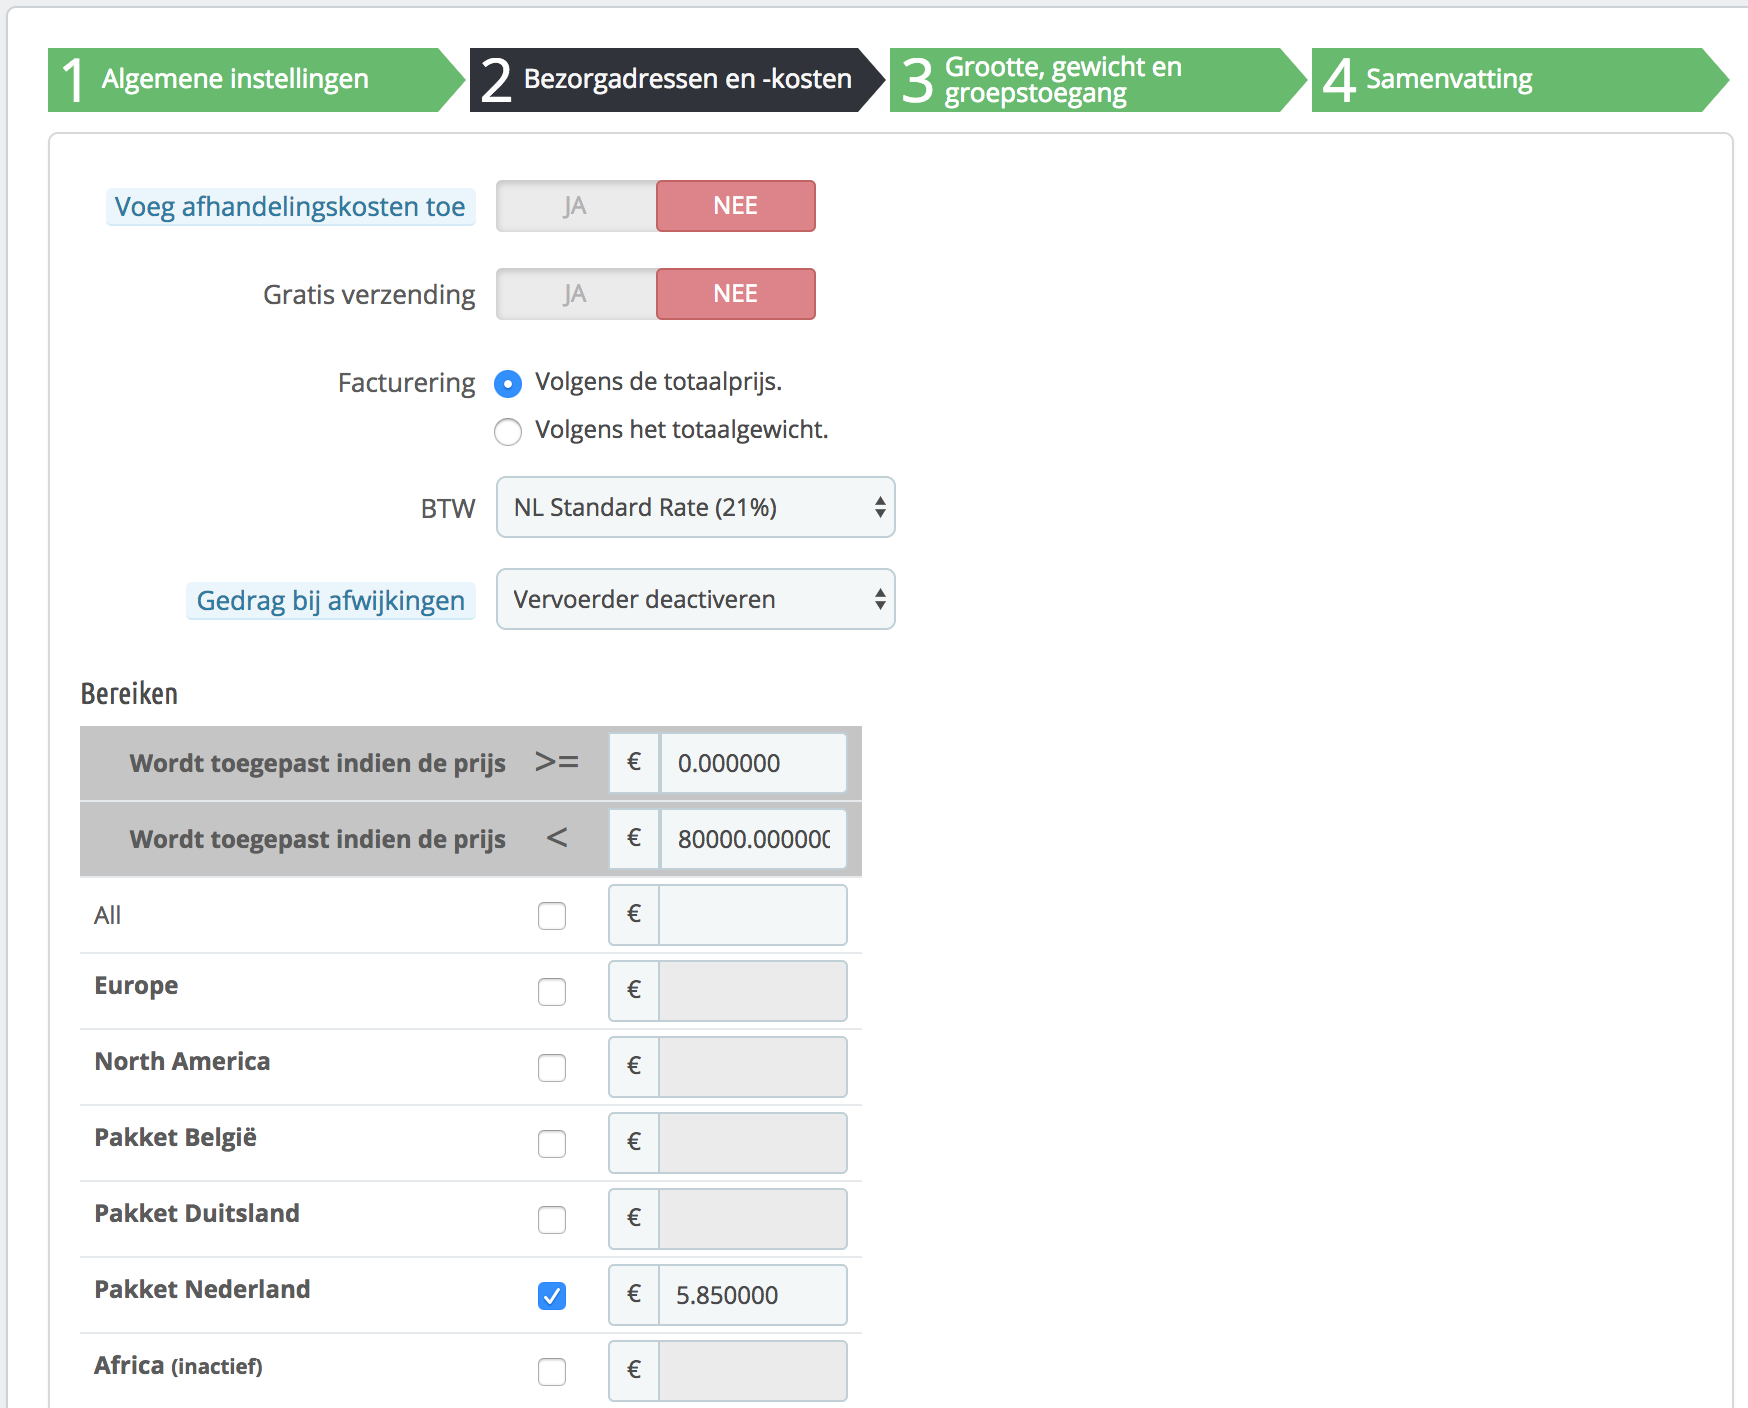 1 Algemene instellingen
2 Bezorgadressen en -kosten
3 Grootte, gewicht en
groepstoegang
4 Samenvatting
Voeg afhandelingskosten toe JA NEE
Gratis verzending JA NEE
Facturering Volgens de totaalprijs.
Volgens het totaalgewicht.
BTW NL Standard Rate (21%)
Gedrag bij afwijkingen Vervoerder deactiveren
Bereiken
Wordt toegepast indien de prijs >= € 0.000000
Wordt toegepast indien de prijs < € 80000.000000
All €
Europe €
North America €
Pakket België €
Pakket Duitsland €
Pakket Nederland € 5.850000
Africa (inactief) €